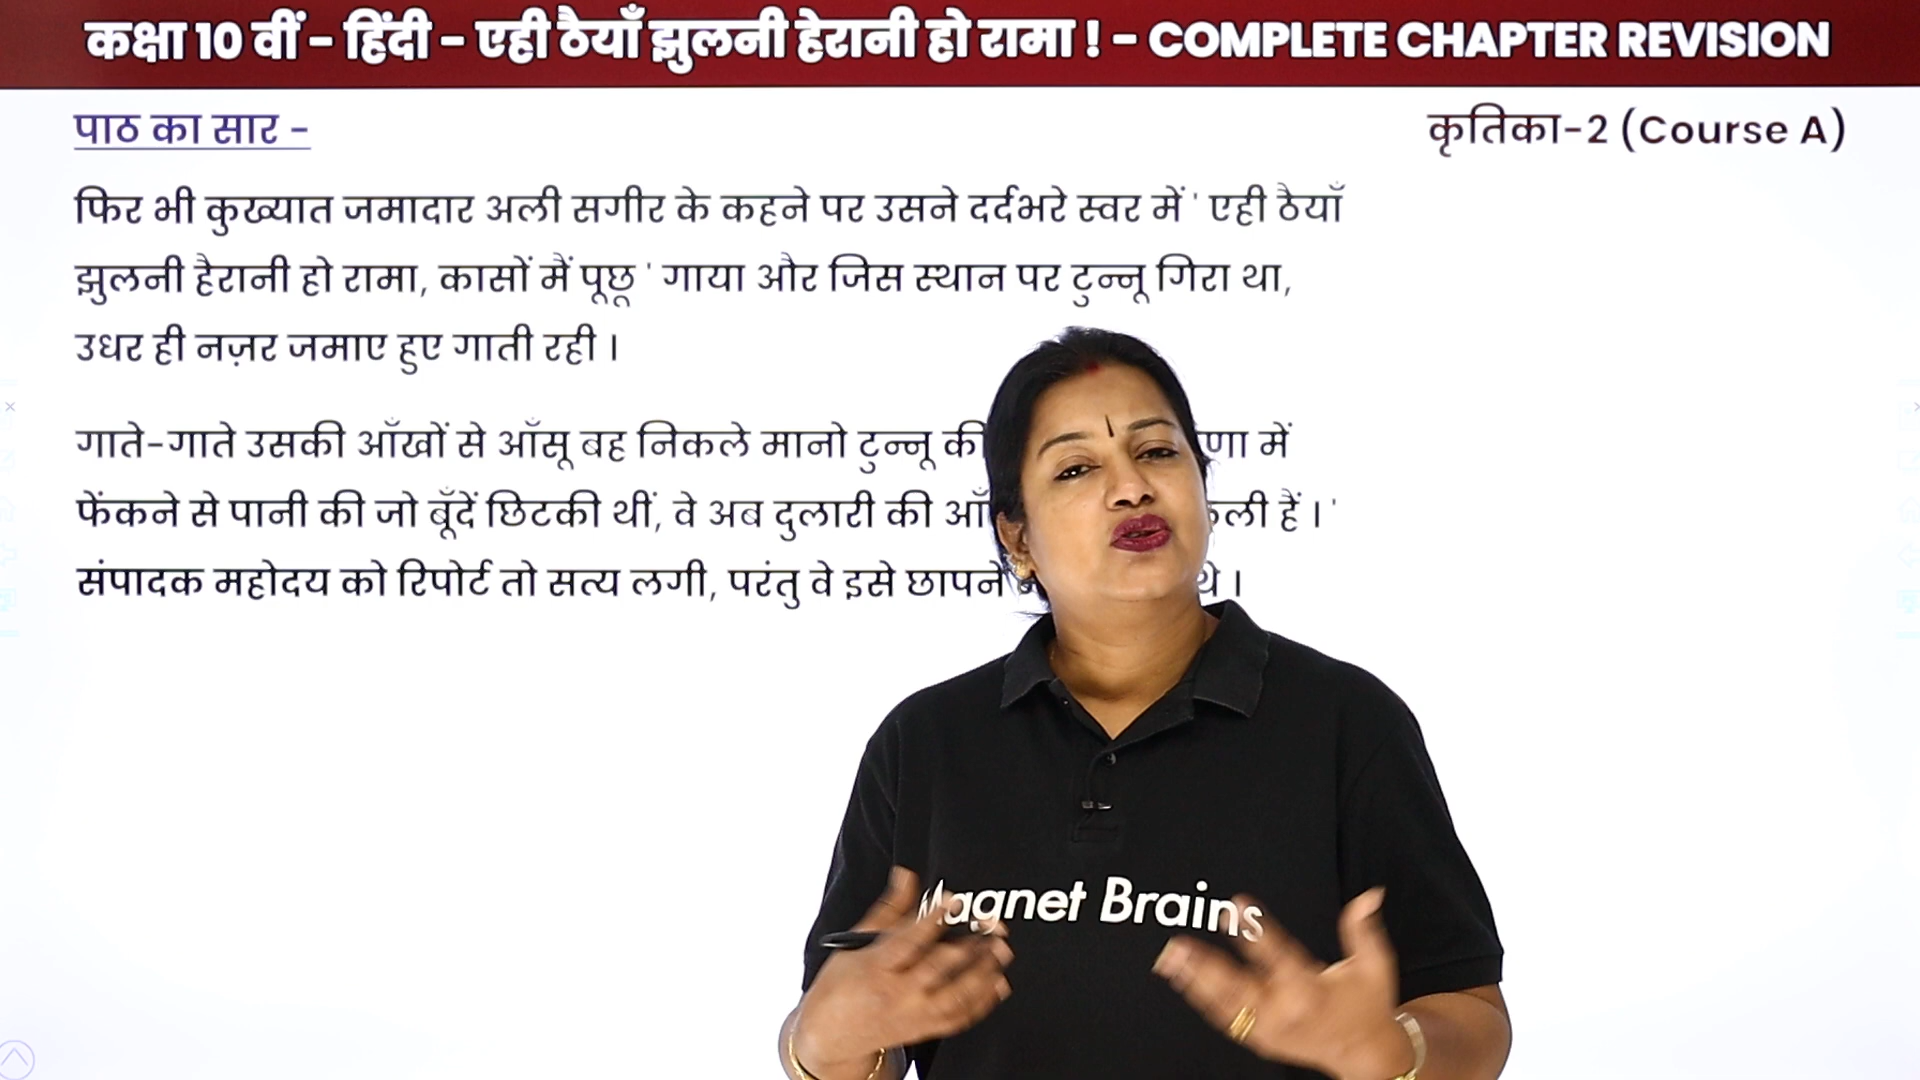 कक्षा 10 वीं - हिंदी - एही ठैयाँ झुलनी हेरानी हो रामा ! - COMPLETE CHAPTER REVISION
पाठ का सार -
कृतिका-2 (Course A)
फिर भी कुख्यात जमादार अली सगीर के कहने पर उसने दर्दभरे स्वर में ' एही ठैयाँ
झुलनी हैरानी हो रामा, कासों मैं पूछू ' गाया और जिस स्थान पर टुन्नू गिरा था,
उधर ही नज़र जमाए हुए गाती रही ।
गाते-गाते उसकी आँखों से आँसू बह निकले मानो टुन्नू की में
फेंकने से पानी की जो बूँदें छिटकी थीं, वे अब दुलारी की हैं । '
संपादक महोदय को रिपोर्ट तो सत्य लगी, परंतु वे इसे छापने थे ।
Magnet Brains